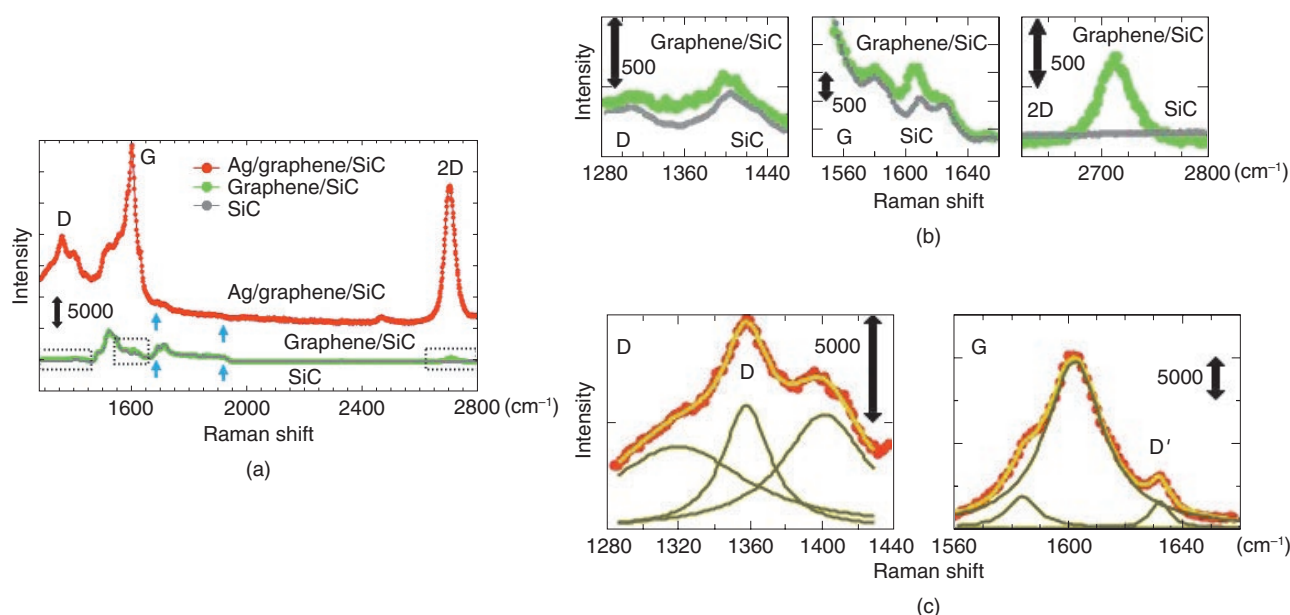 G
Ag/graphene/SiC
Graphene/SiC
SiC
2D
D
Intensity
5000
Ag/graphene/SiC
Graphene/SiC
SiC
1600 2000 2400 2800 (cm⁻¹)
Raman shift
(a)
Graphene/SiC
500
D SiC
Intensity
1280 1360 1440
Graphene/SiC
500
G SiC
1560 1600 1640
Graphene/SiC
500
2D SiC
2700 2800 (cm⁻¹)
Raman shift
(b)
D
D
5000
Intensity
1280 1320 1360 1400 1440
Raman shift
G
5000
D′
1560 1600 1640 (cm⁻¹)
Raman shift
(c)